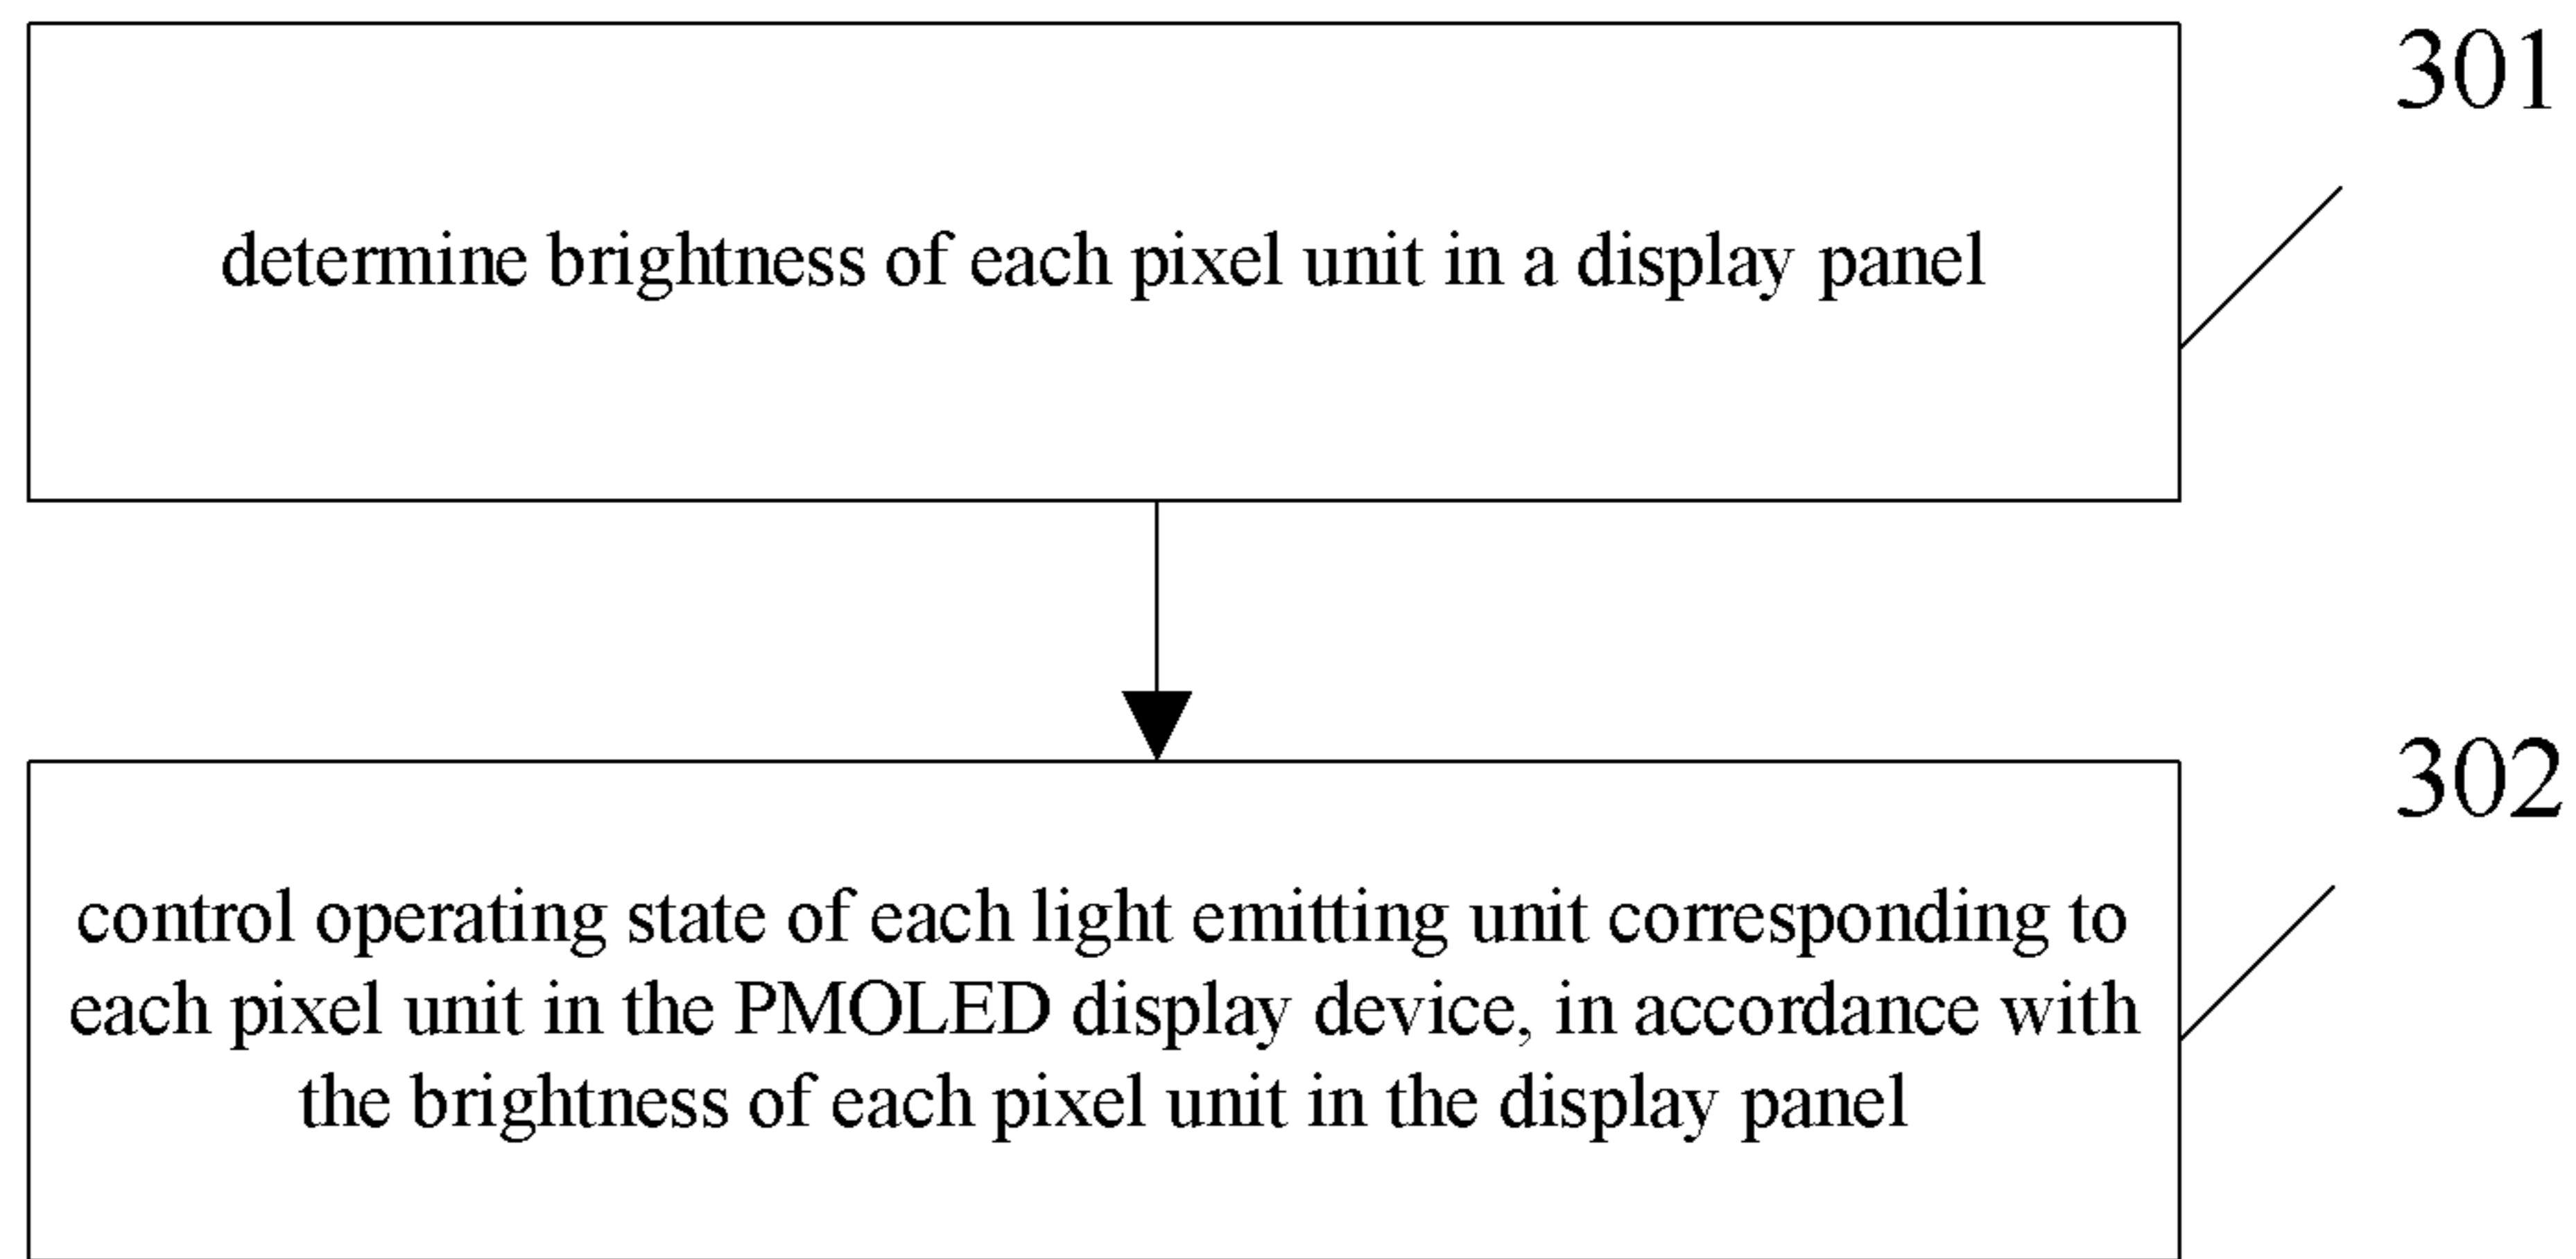 301
determine brightness of each pixel unit in a display panel
302
control operating state of each light emitting unit corresponding to
each pixel unit in the PMOLED display device, in accordance with
the brightness of each pixel unit in the display panel